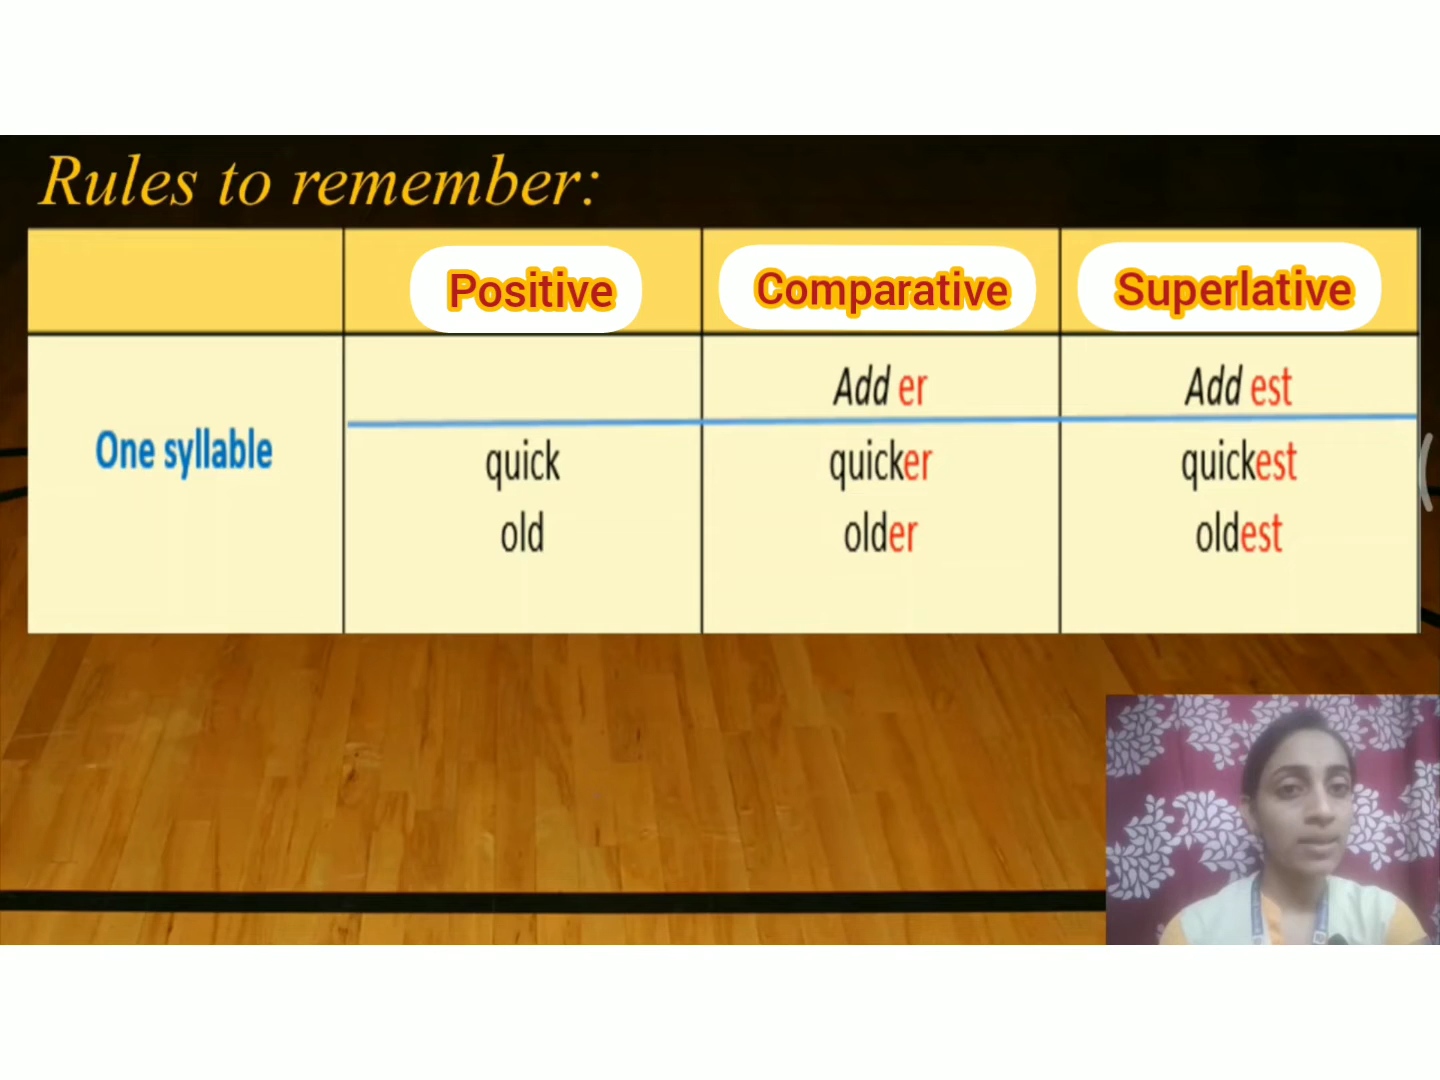 Rules to remember:
Positive Comparative Superlative
Add er Add est
One syllable
quick quicker quickest
old older oldest